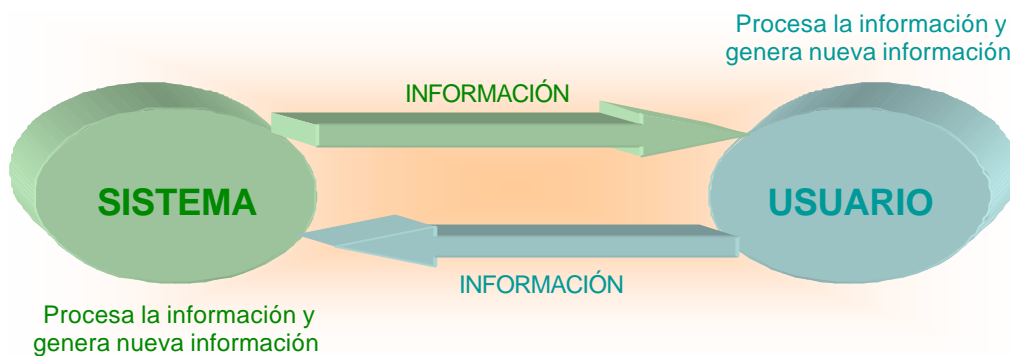 Procesa la información y
genera nueva información
INFORMACIÓN
SISTEMA
USUARIO
INFORMACIÓN
Procesa la información y
genera nueva información